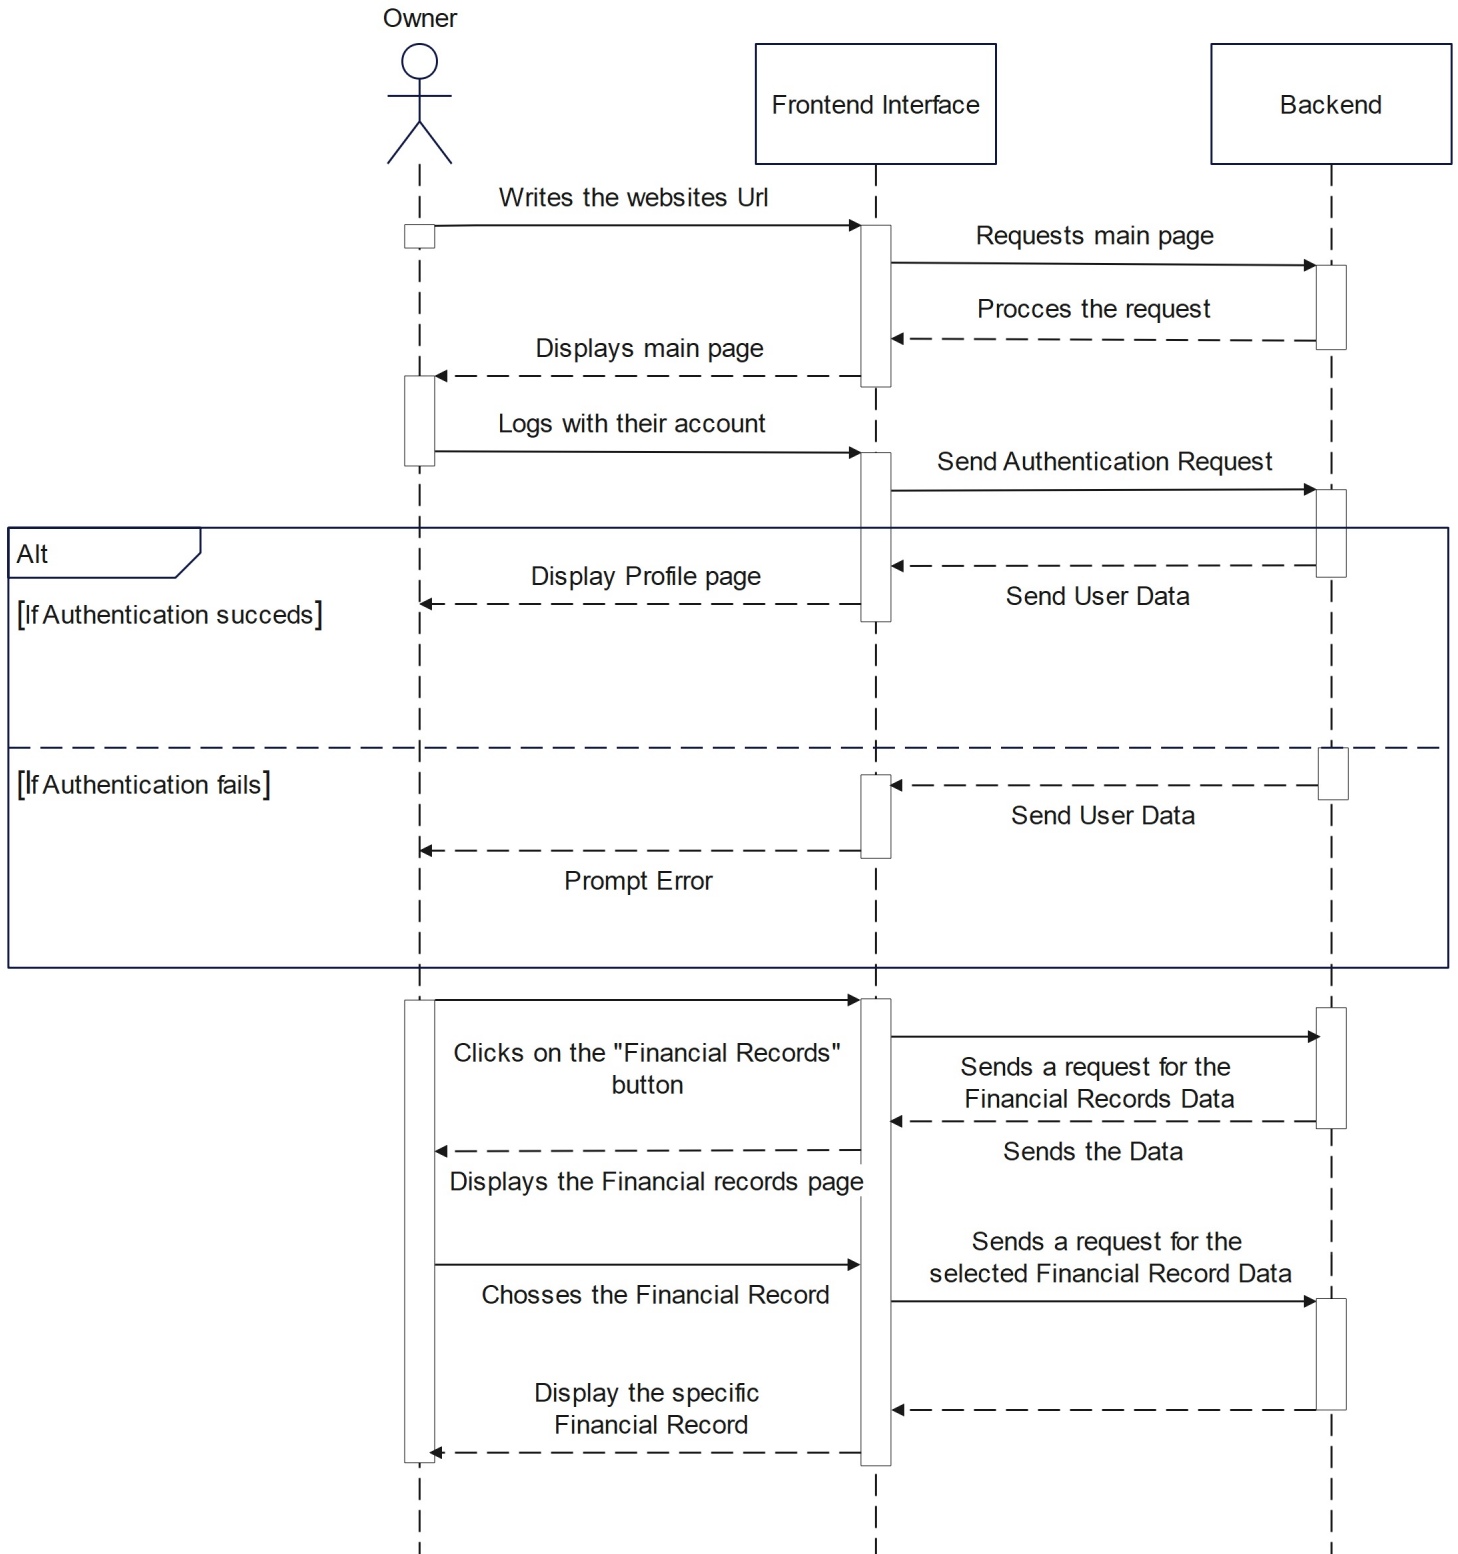 Owner
Frontend Interface
Backend
Writes the websites Url
Requests main page
Procces the request
Displays main page
Logs with their account
Send Authentication Request
Alt
Display Profile page
Send User Data
[If Authentication succeds]
[If Authentication fails]
Send User Data
Prompt Error
Clicks on the "Financial Records"
button
Sends a request for the
Financial Records Data
Sends the Data
Displays the Financial records page
Sends a request for the
selected Financial Record Data
Chosses the Financial Record
Display the specific
Financial Record